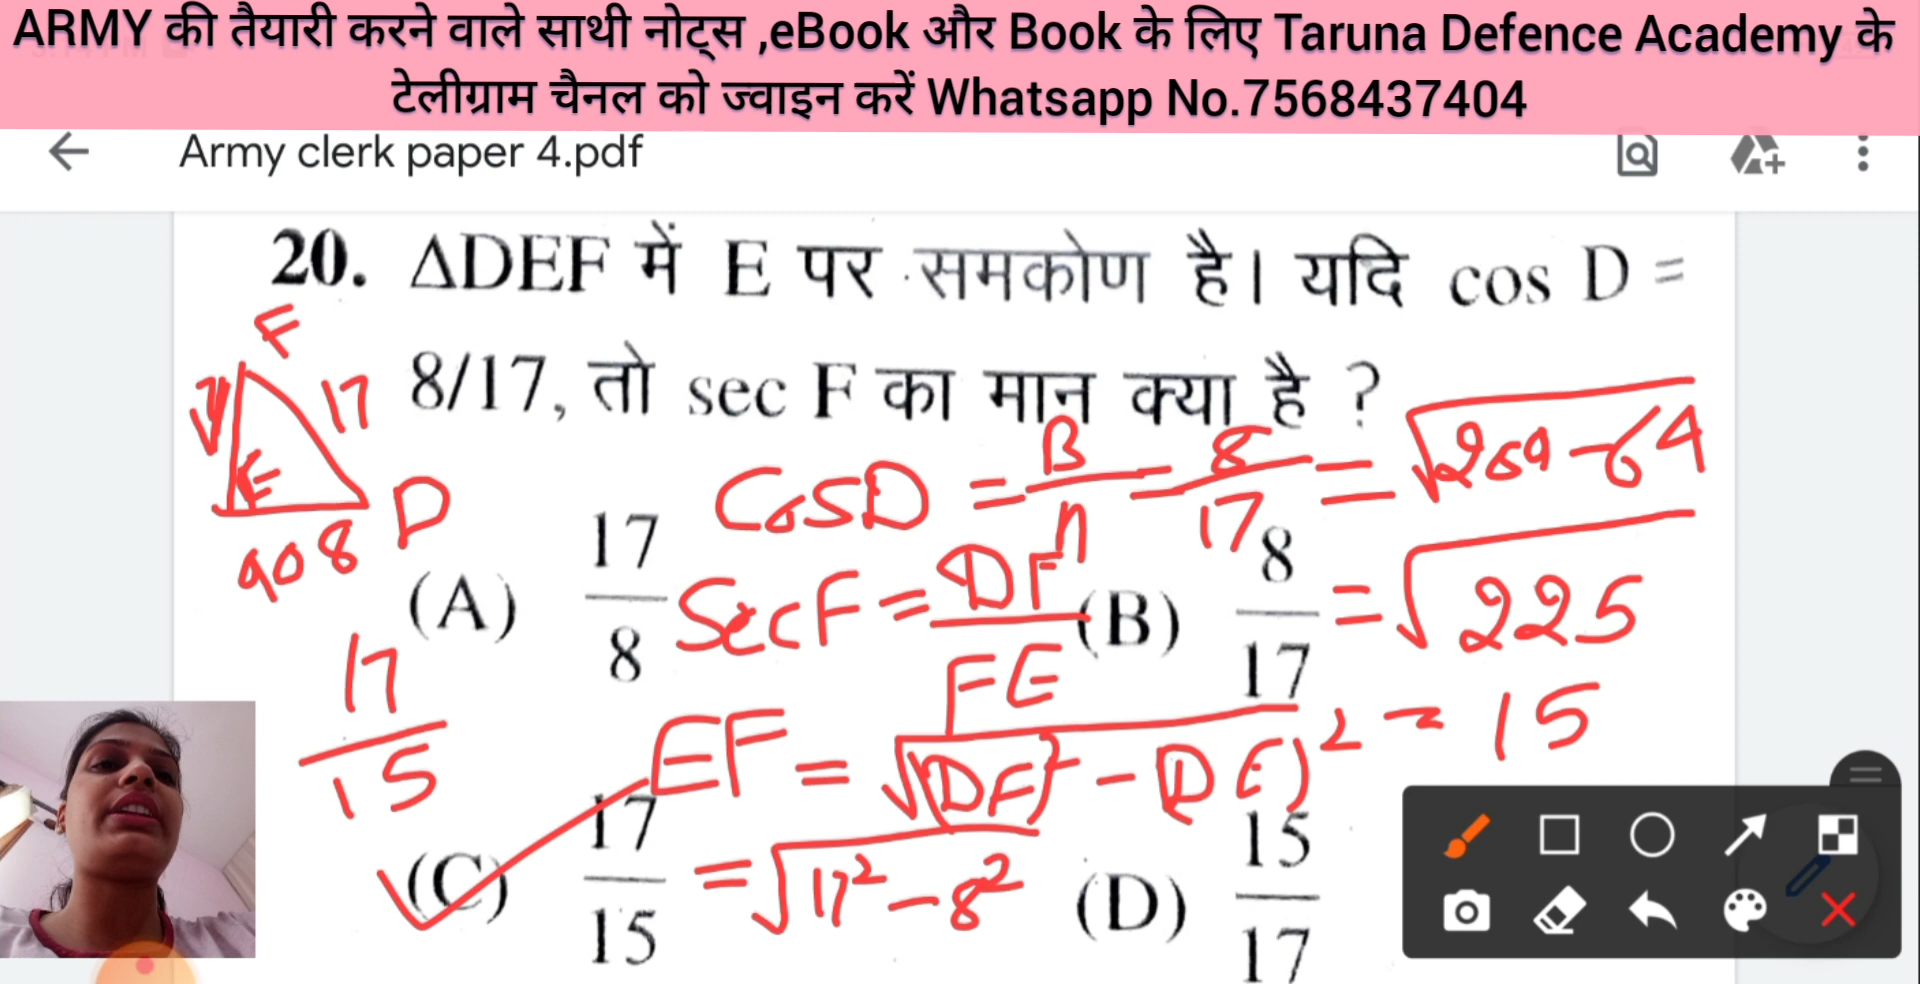 ARMY की तैयारी करने वाले साथी नोट्स ,eBook और Book के लिए Taruna Defence Academy के
टेलीग्राम चैनल को ज्वाइन करें Whatsapp No.7568437404
Army clerk paper 4.pdf
20. ΔDEF में E पर समकोण है। यदि cos D =
8/17, तो sec F का मान क्या है ?
F
17
E
D
90 8
CosD = B/h = 8/17 = √289-64
(A) 17/8
SecF = DF/FE
(B) 8/17
= √225
17/15
EF = √(DF)² - (DE)² = 15
(C) 17/15
= √17² - 8²
(D) 15/17